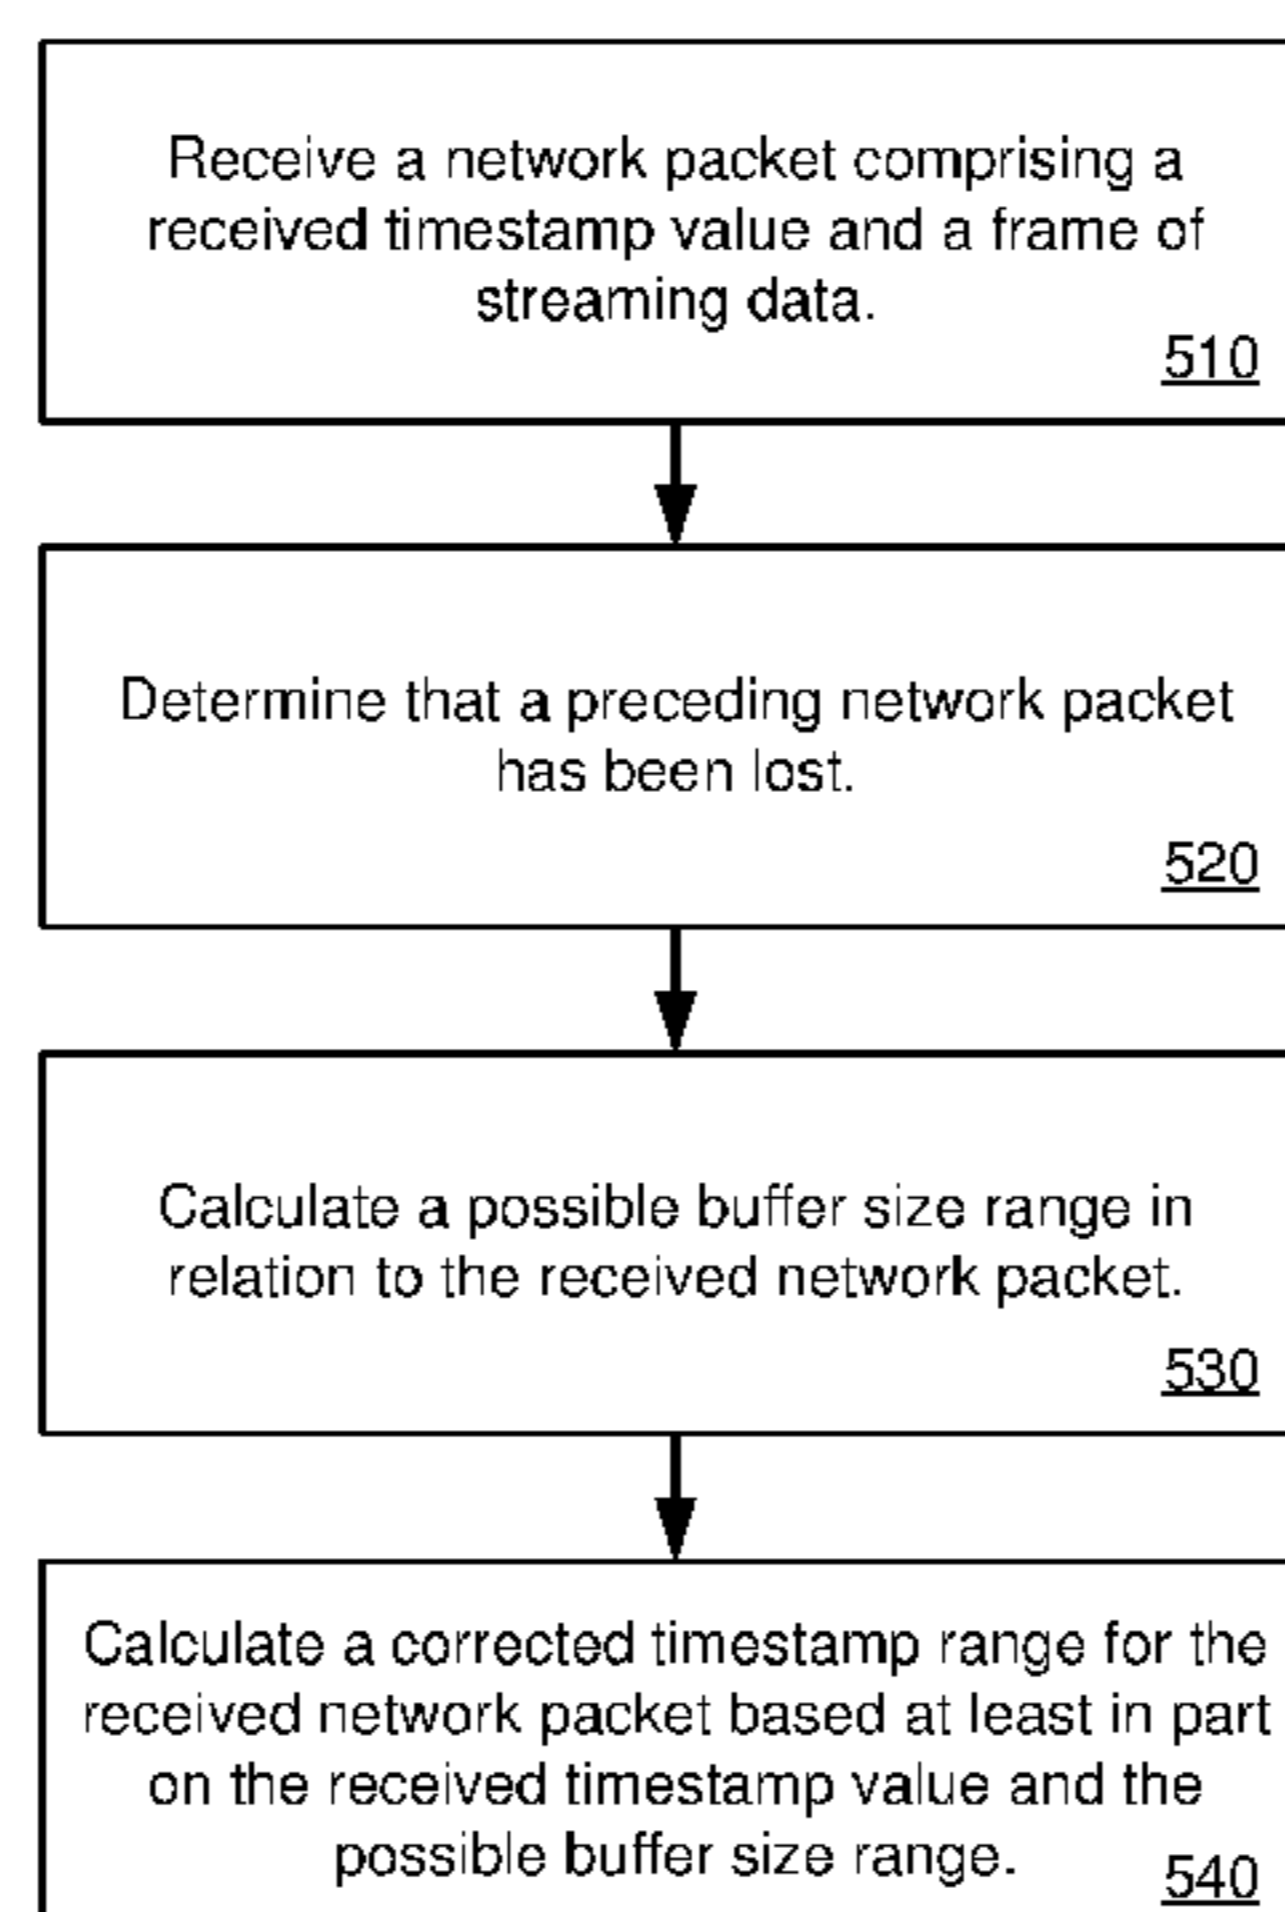 Receive a network packet comprising a
received timestamp value and a frame of
streaming data.
510
Determine that a preceding network packet
has been lost.
520
Calculate a possible buffer size range in
relation to the received network packet.
530
Calculate a corrected timestamp range for the
received network packet based at least in part
on the received timestamp value and the
possible buffer size range.
540